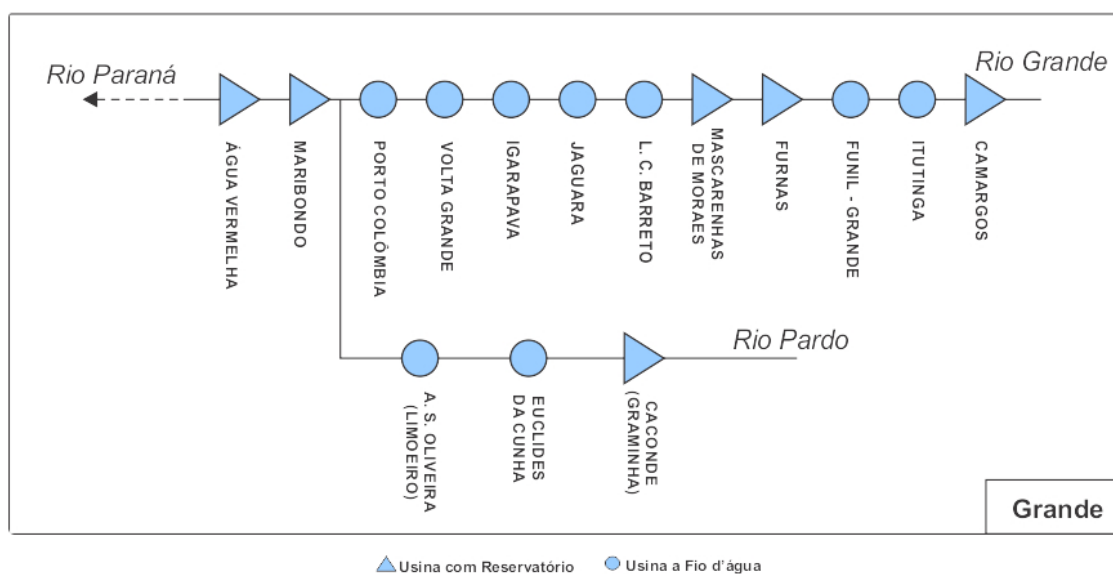 Rio Paraná
Rio Grande
ÁGUA VERMELHA
MARIBONDO
PORTO COLÔMBIA
VOLTA GRANDE
IGARAPAVA
JAGUARA
L. C. BARRETO
MASCARENHAS
DE MORAES
FURNAS
FUNIL - GRANDE
ITUTINGA
CAMARGOS
Rio Pardo
A. S. OLIVEIRA
(LIMOEIRO)
EUCLIDES
DA CUNHA
CACONDE
(GRAMINHA)
Grande
Usina com Reservatório
Usina a Fio d'água